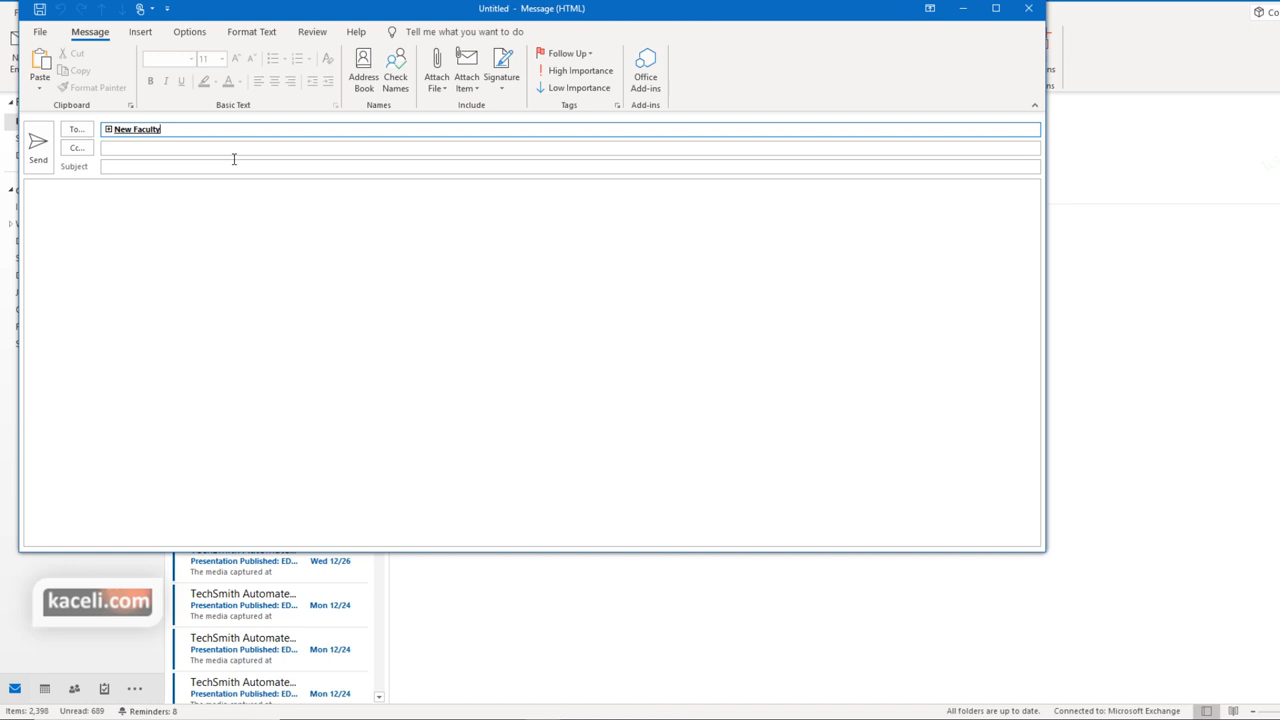 Untitled - Message (HTML)
File Message Insert Options Format Text Review Help Tell me what you want to do
Co
Paste
Cut
Copy
Format Painter
Clipboard
11
B I U A
Basic Text
Address Book
Check Names
Names
Attach File
Attach Item
Signature
Include
Follow Up
High Importance
Low Importance
Tags
Office Add-ins
Add-ins
Send
To... New Faculty
Cc...
Subject
Presentation Published: ED... Wed 12/26
The media captured at
TechSmith Automate...
Presentation Published: ED... Mon 12/24
The media captured at
TechSmith Automate...
Presentation Published: ED... Mon 12/24
The media captured at
TechSmith Automate...
Presentation Published: ED... Mon 12/24
kaceli.com
Items: 2,398 Unread: 689 Reminders: 8 All folders are up to date. Connected to: Microsoft Exchange